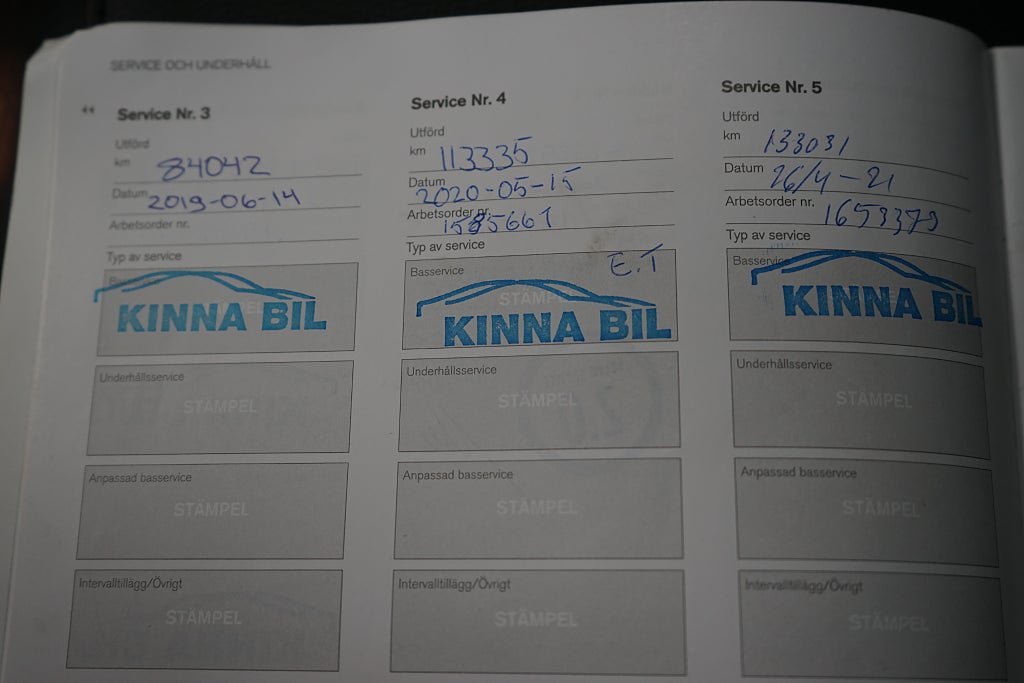 SERVICE OCH UNDERHÅLL
Service Nr. 3
Utförd
km 84042
Datum 2019-06-14
Arbetsorder nr.
Typ av service
KINNA BIL
Underhållsservice
STÄMPEL
Anpassad basservice
STÄMPEL
Intervalltillägg/Övrigt
STÄMPEL
Service Nr. 4
Utförd
km 113335
Datum 2020-05-15
Arbetsorder nr. 1585661
Typ av service
Basservice E.T
STÄMPEL
KINNA BIL
Underhållsservice
STÄMPEL
Anpassad basservice
STÄMPEL
Intervalltillägg/Övrigt
STÄMPEL
Service Nr. 5
Utförd
km 133031
Datum 26/4-21
Arbetsorder nr. 1653379
Typ av service
Basservice
KINNA BIL
Underhållsservice
STÄMPEL
Anpassad basservice
STÄMPEL
Intervalltillägg/Övrigt
STÄMPEL